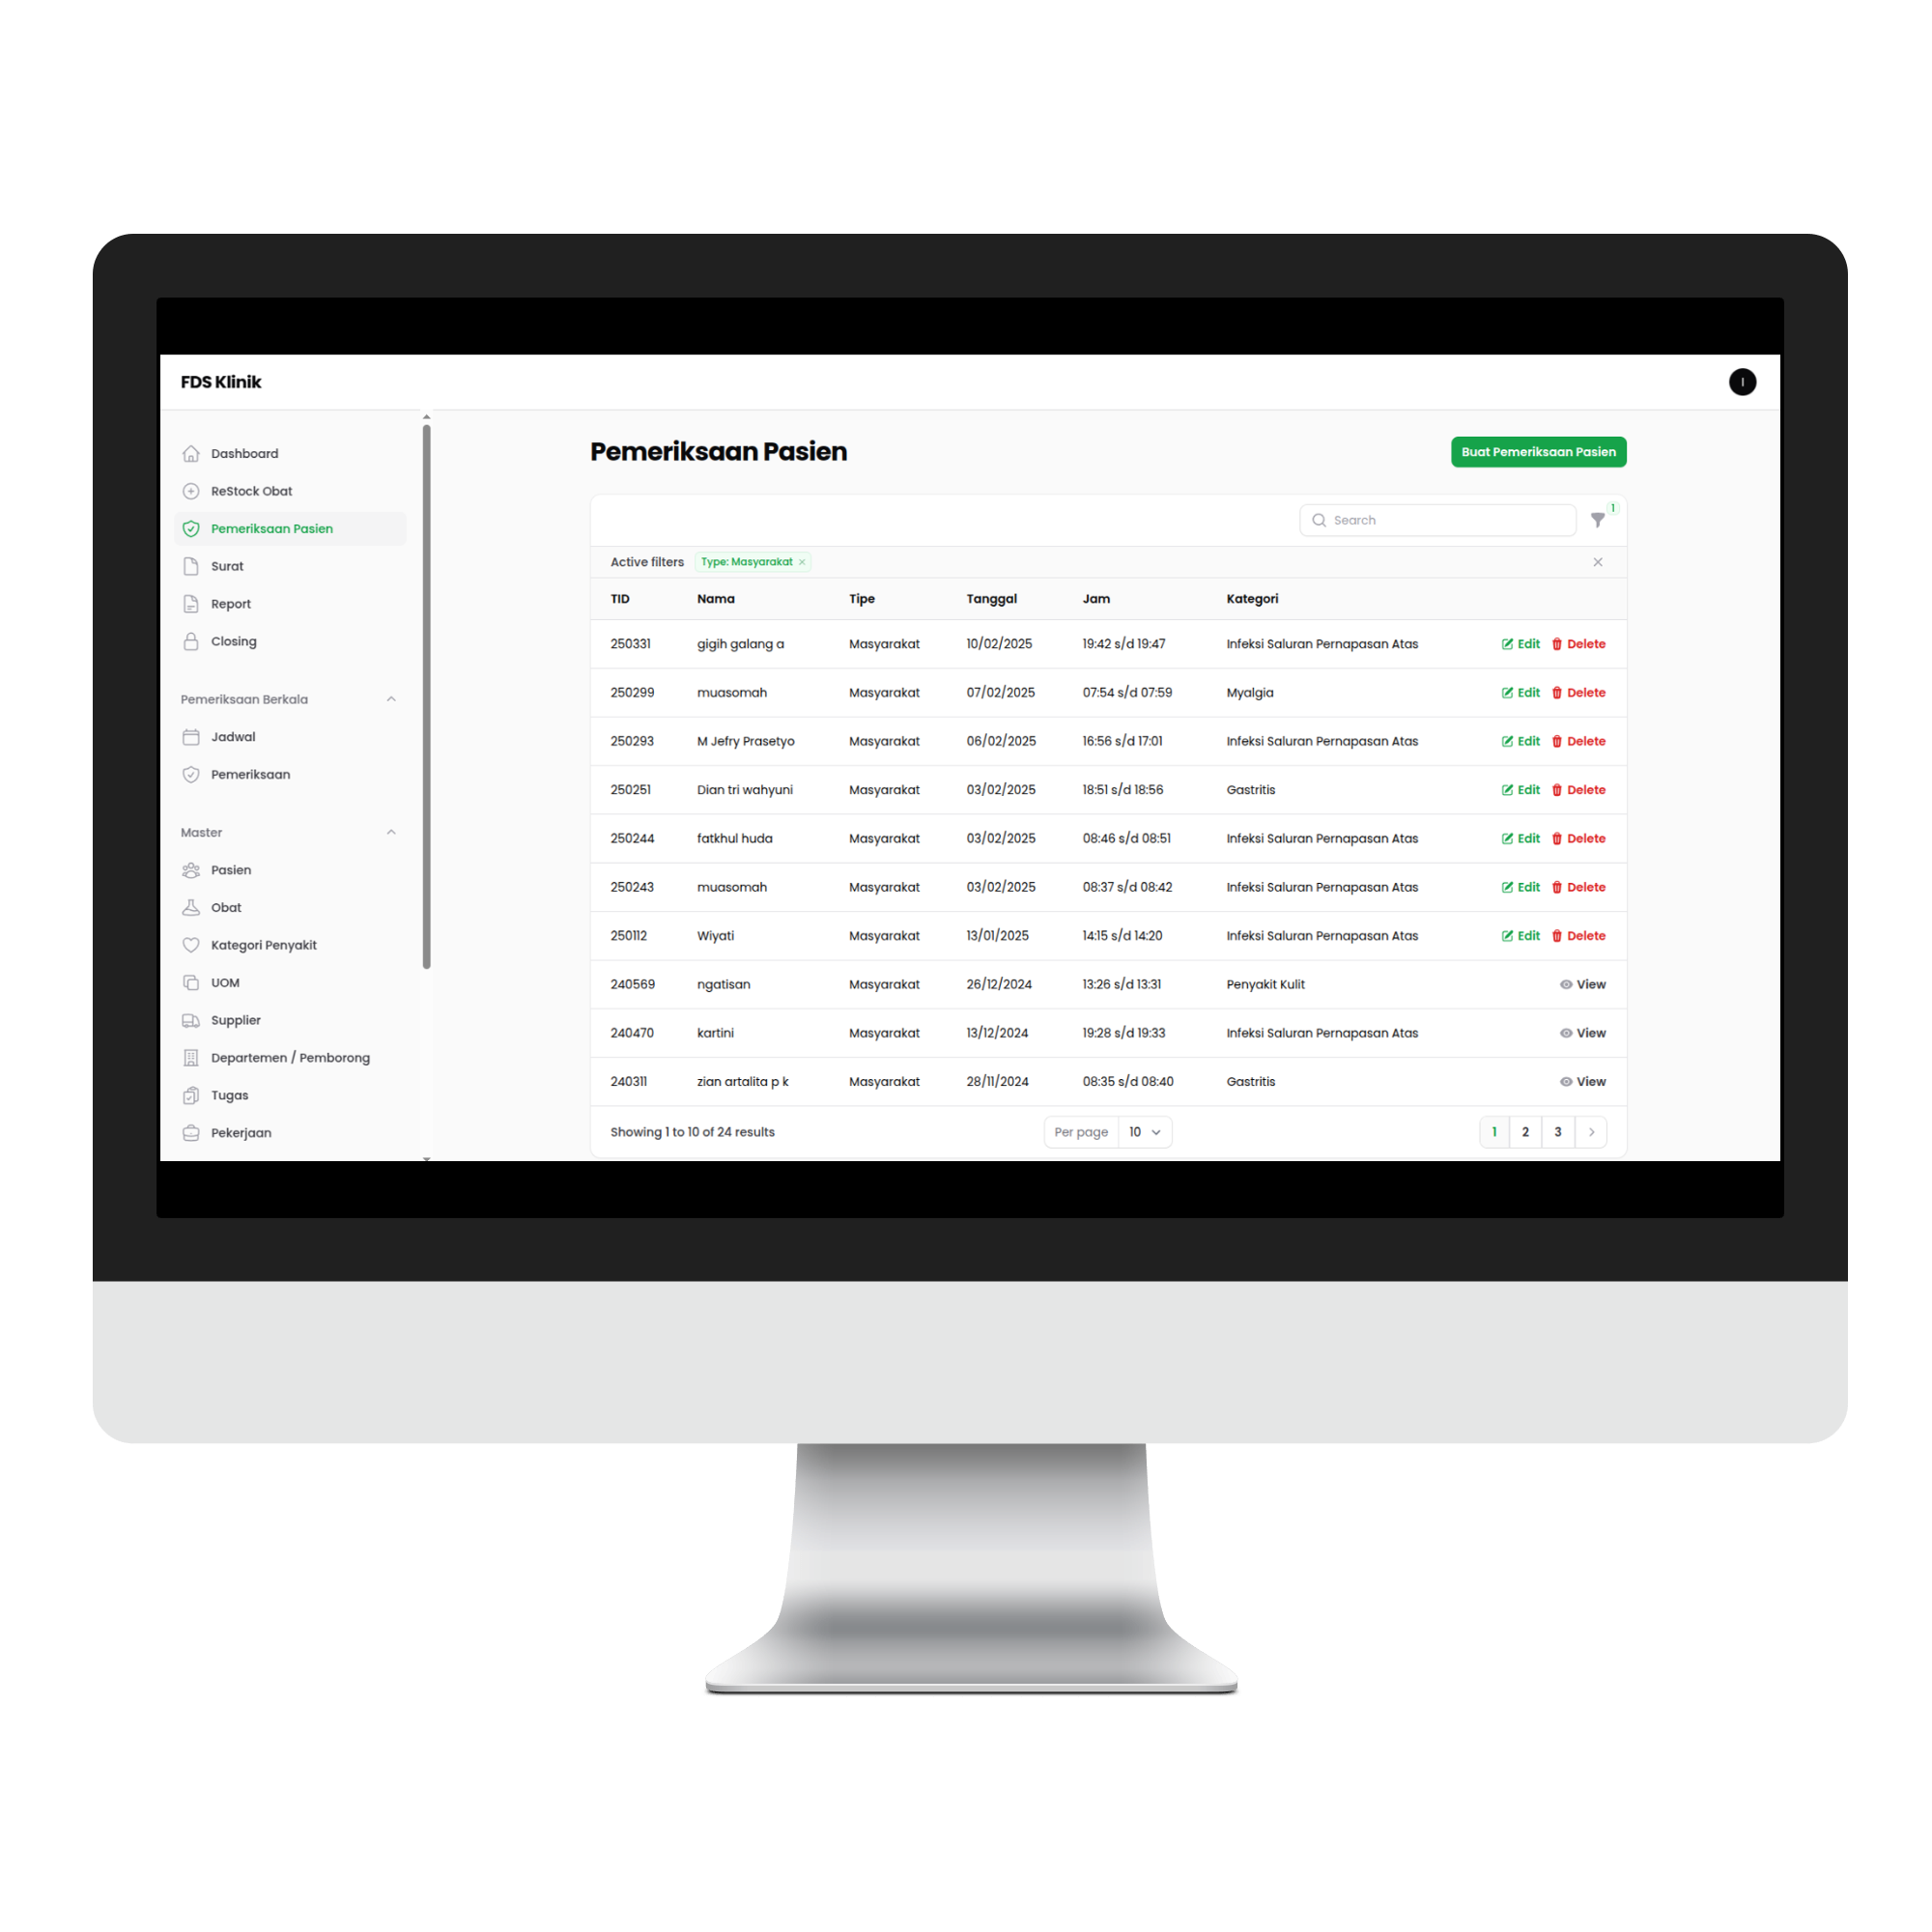 FDS Klinik
I
Dashboard
ReStock Obat
Pemeriksaan Pasien
Surat
Report
Closing
Pemeriksaan Berkala
Jadwal
Pemeriksaan
Master
Pasien
Obat
Kategori Penyakit
UOM
Supplier
Departemen / Pemborong
Tugas
Pekerjaan
Pemeriksaan Pasien
Buat Pemeriksaan Pasien
Search
1
Active filters Type: Masyarakat
TID Nama Tipe Tanggal Jam Kategori
250331 gigih galang a Masyarakat 10/02/2025 19:42 s/d 19:47 Infeksi Saluran Pernapasan Atas Edit Delete
250299 muasomah Masyarakat 07/02/2025 07:54 s/d 07:59 Myalgia Edit Delete
250293 M Jefry Prasetyo Masyarakat 06/02/2025 16:56 s/d 17:01 Infeksi Saluran Pernapasan Atas Edit Delete
250251 Dian tri wahyuni Masyarakat 03/02/2025 18:51 s/d 18:56 Gastritis Edit Delete
250244 fatkhul huda Masyarakat 03/02/2025 08:46 s/d 08:51 Infeksi Saluran Pernapasan Atas Edit Delete
250243 muasomah Masyarakat 03/02/2025 08:37 s/d 08:42 Infeksi Saluran Pernapasan Atas Edit Delete
250112 Wiyati Masyarakat 13/01/2025 14:15 s/d 14:20 Infeksi Saluran Pernapasan Atas Edit Delete
240569 ngatisan Masyarakat 26/12/2024 13:26 s/d 13:31 Penyakit Kulit View
240470 kartini Masyarakat 13/12/2024 19:28 s/d 19:33 Infeksi Saluran Pernapasan Atas View
240311 zian artalita p k Masyarakat 28/11/2024 08:35 s/d 08:40 Gastritis View
Showing 1 to 10 of 24 results Per page 10 1 2 3